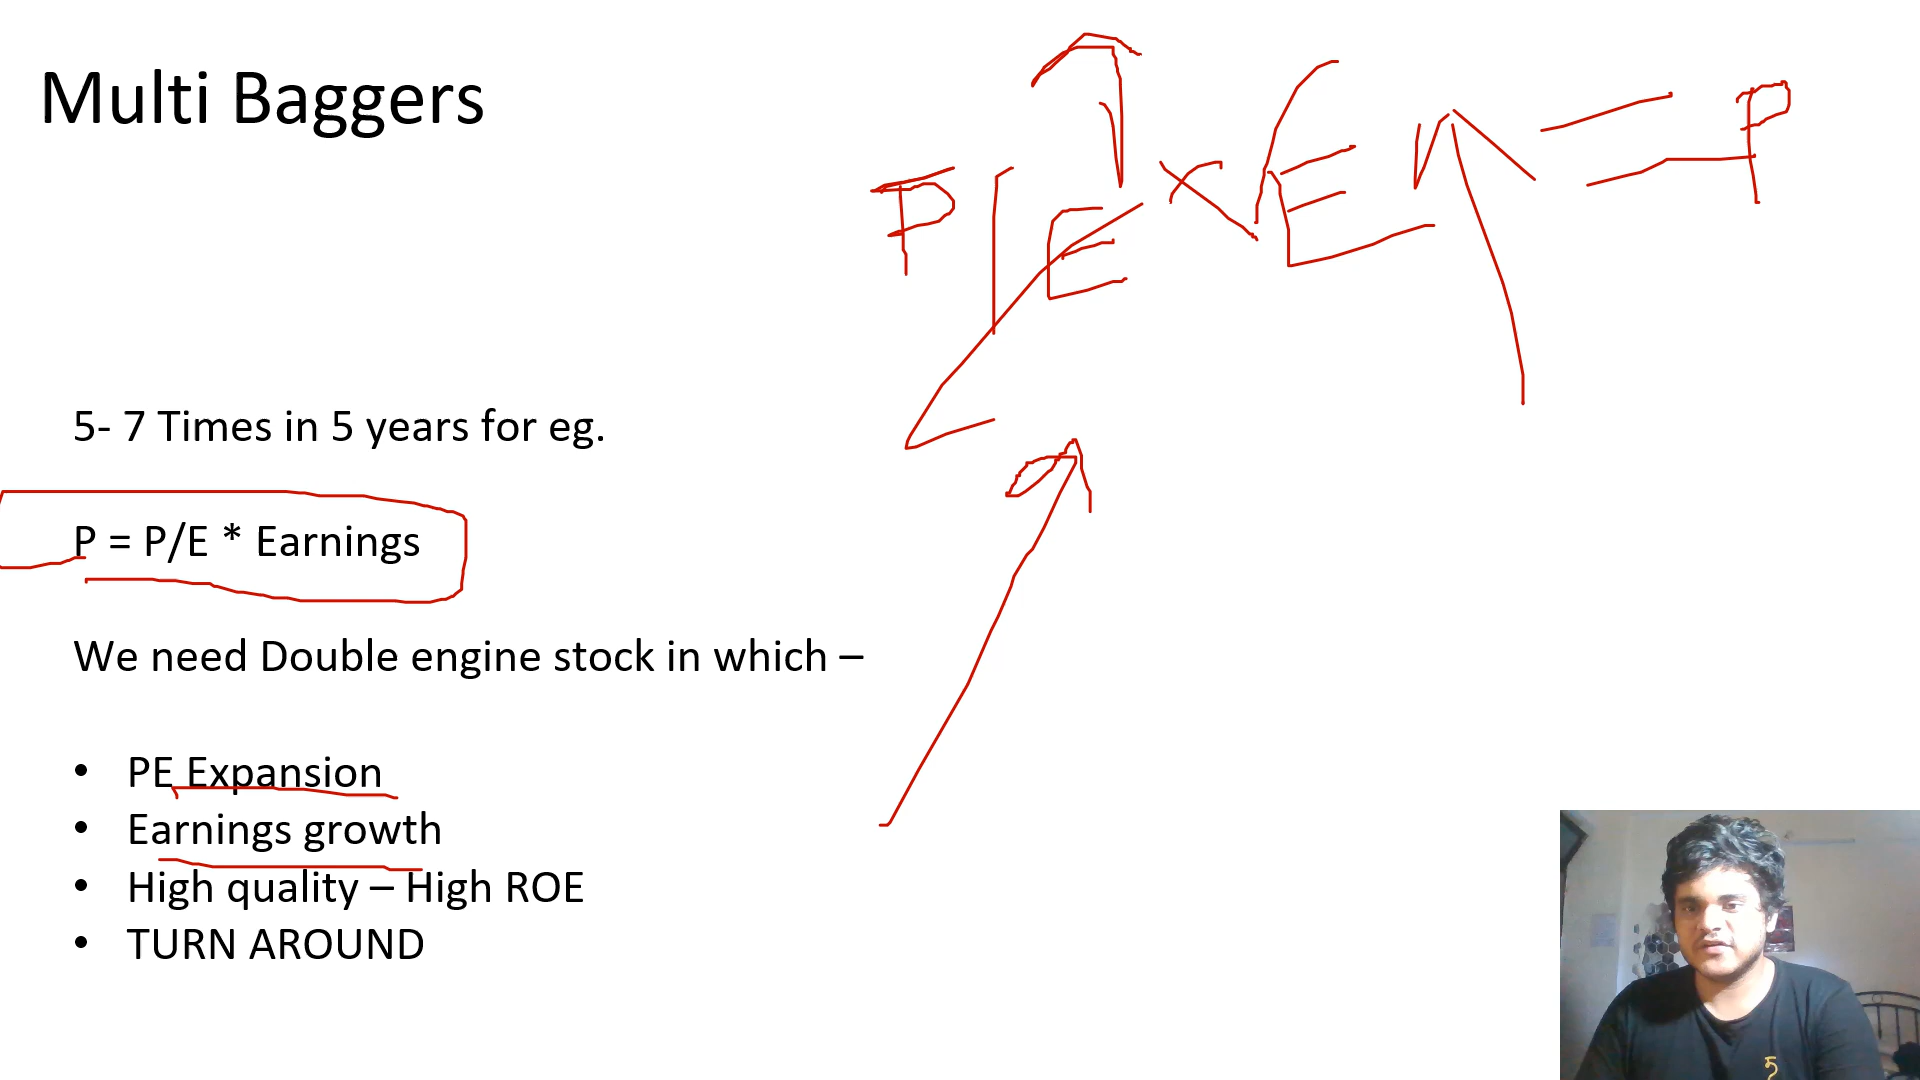 Multi Baggers
P/E × E = P
5- 7 Times in 5 years for eg.
P = P/E * Earnings
We need Double engine stock in which –
• PE Expansion
• Earnings growth
• High quality – High ROE
• TURN AROUND
5